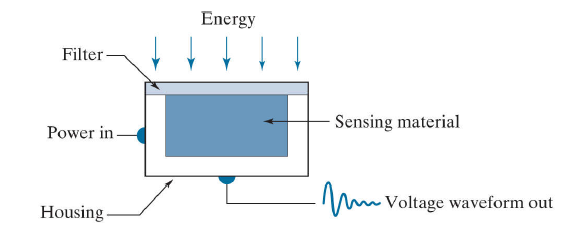 Energy
Filter
Sensing material
Power in
Housing
Voltage waveform out